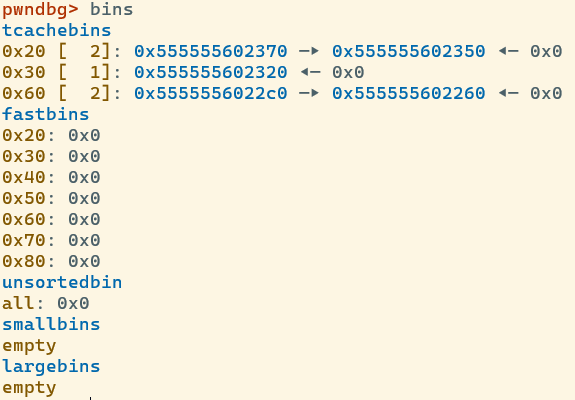 pwndbg> bins
tcachebins
0x20 [  2]: 0x555555602370 —▸ 0x555555602350 ◂— 0x0
0x30 [  1]: 0x555555602320 ◂— 0x0
0x60 [  2]: 0x5555556022c0 —▸ 0x555555602260 ◂— 0x0
fastbins
0x20: 0x0
0x30: 0x0
0x40: 0x0
0x50: 0x0
0x60: 0x0
0x70: 0x0
0x80: 0x0
unsortedbin
all: 0x0
smallbins
empty
largebins
empty